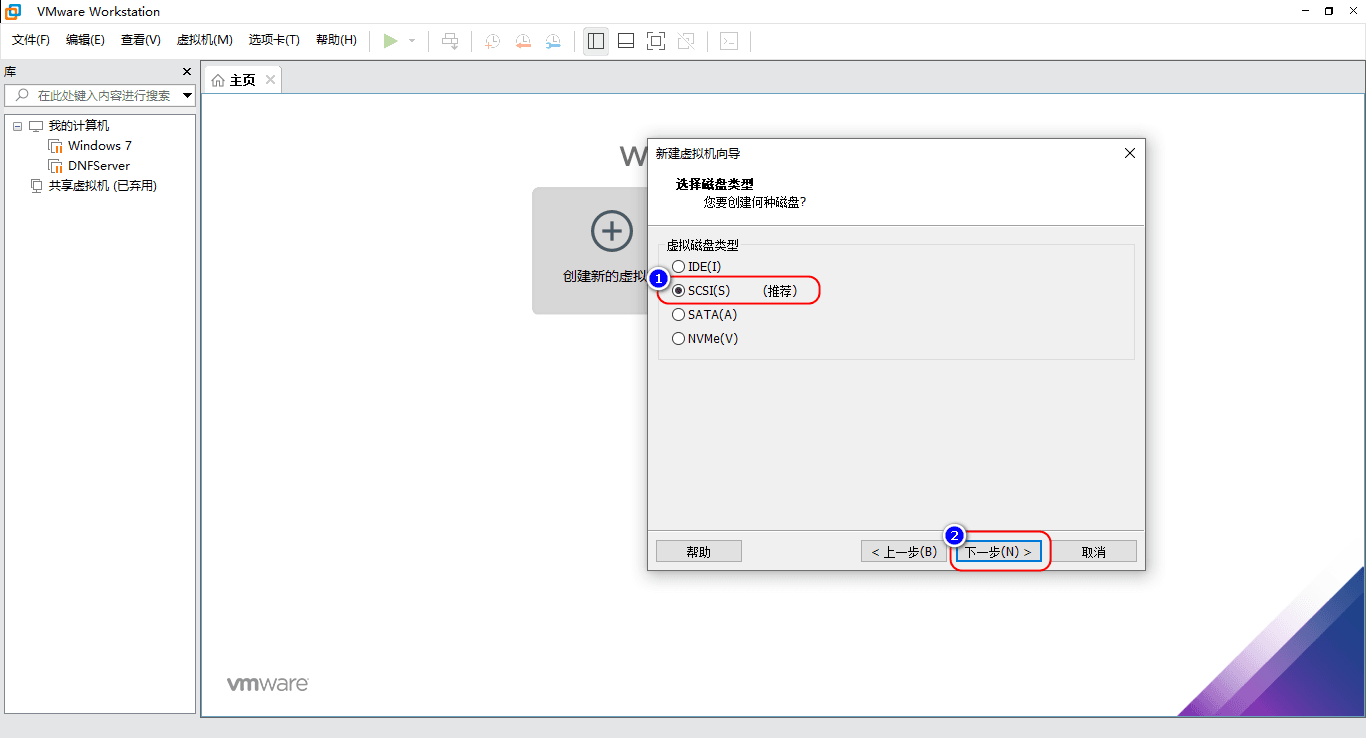 VMware Workstation
文件(F) 编辑(E) 查看(V) 虚拟机(M) 选项卡(T) 帮助(H)
库
在此处键入内容进行搜索
我的计算机
Windows 7
DNFServer
共享虚拟机 (已弃用)
主页
W
创建新的虚拟
新建虚拟机向导
选择磁盘类型
您要创建何种磁盘?
虚拟磁盘类型
IDE(I)
1
SCSI(S) (推荐)
SATA(A)
NVMe(V)
2
帮助 < 上一步(B) 下一步(N) > 取消
vmware